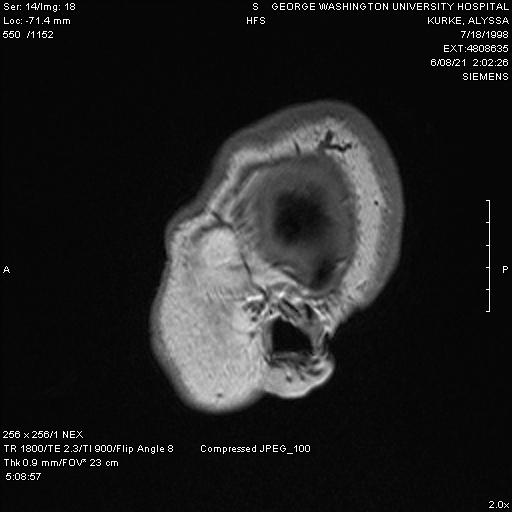 Ser: 14/Img: 18
S GEORGE WASHINGTON UNIVERSITY HOSPITAL
Loc: -71.4 mm
HFS
KURKE, ALYSSA
550 /1152
7/18/1998
EXT:4808635
6/08/21 2:02:26
SIEMENS
A
P
256 x 256/1 NEX
TR 1800/TE 2.3/TI 900/Flip Angle 8 Compressed JPEG_100
Thk 0.9 mm/FOV* 23 cm
5:08:57
2.0x